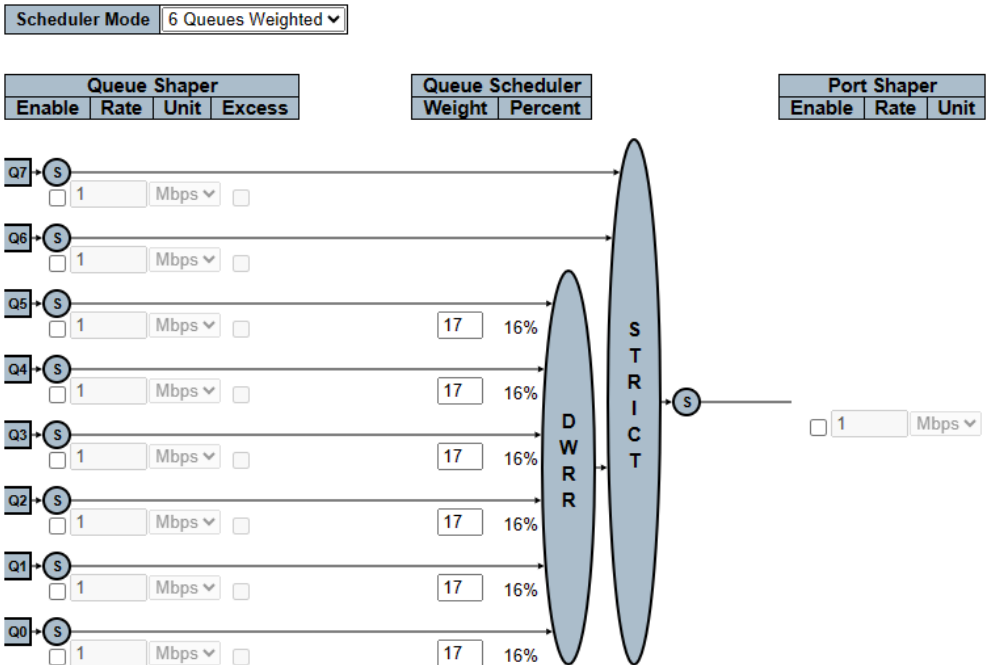 Scheduler Mode 6 Queues Weighted
Queue Shaper Queue Scheduler Port Shaper
Enable Rate Unit Excess Weight Percent Enable Rate Unit
Q7 S
1 Mbps
Q6 S
1 Mbps
Q5 S
1 Mbps 17 16%
Q4 S
1 Mbps 17 16%
Q3 S
1 Mbps 17 16%
Q2 S
1 Mbps 17 16%
Q1 S
1 Mbps 17 16%
Q0 S
1 Mbps 17 16%
D
W
R
R
S
T
R
I
C
T
S
1 Mbps